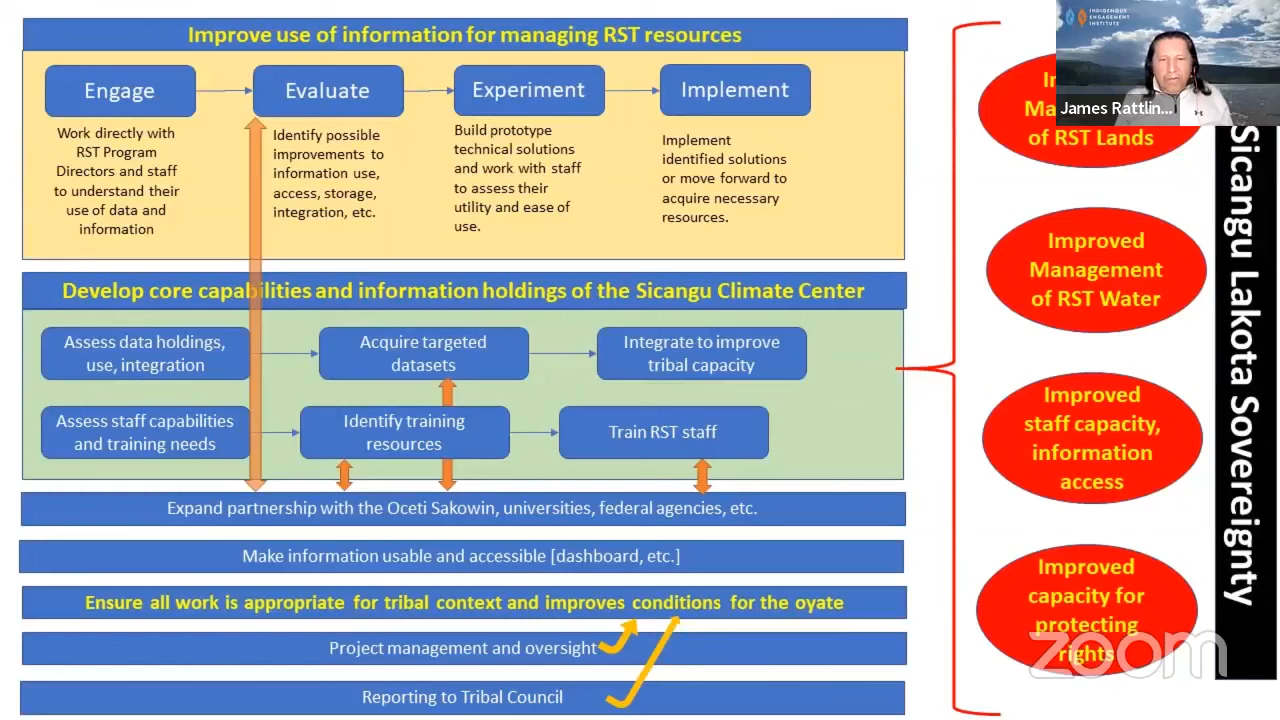 Improve use of information for managing RST resources
Engage
Evaluate
Experiment
Implement
Work directly with
RST Program
Directors and staff
to understand their
use of data and
information
Identify possible
improvements to
information use,
access, storage,
integration, etc.
Build prototype
technical solutions
and work with staff
to assess their
utility and ease of
use.
Implement
identified solutions
or move forward to
acquire necessary
resources.
Develop core capabilities and information holdings of the Sicangu Climate Center
Assess data holdings,
use, integration
Acquire targeted
datasets
Integrate to improve
tribal capacity
Assess staff capabilities
and training needs
Identify training
resources
Train RST staff
Expand partnership with the Oceti Sakowin, universities, federal agencies, etc.
Make information usable and accessible [dashboard, etc.]
Ensure all work is appropriate for tribal context and improves conditions for the oyate
Project management and oversight
Reporting to Tribal Council
of RST Lands
Improved
Management
of RST Water
Improved
staff capacity,
information
access
Improved
capacity for
protecting
rights
Sicangu Lakota Sovereignty
INDIGENOUS
ENGAGEMENT
INSTITUTE
James Rattlin...
zoom